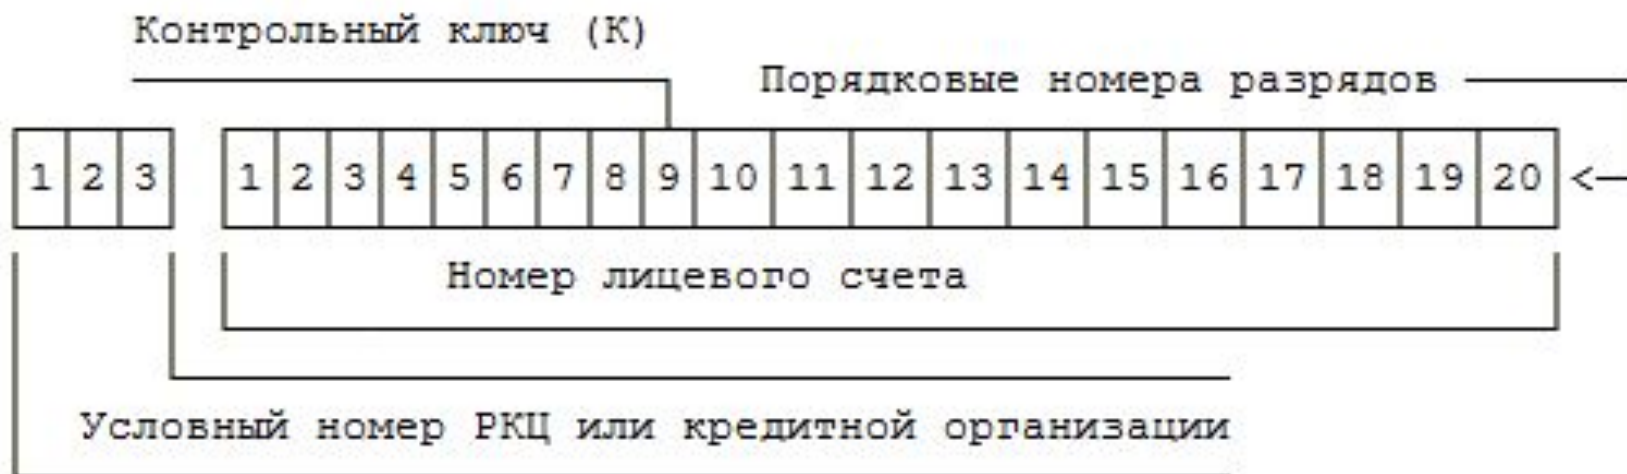 Контрольный ключ (К)
Порядковые номера разрядов
1 2 3 1 2 3 4 5 6 7 8 9 10 11 12 13 14 15 16 17 18 19 20 <
Номер лицевого счета
Условный номер РКЦ или кредитной организации